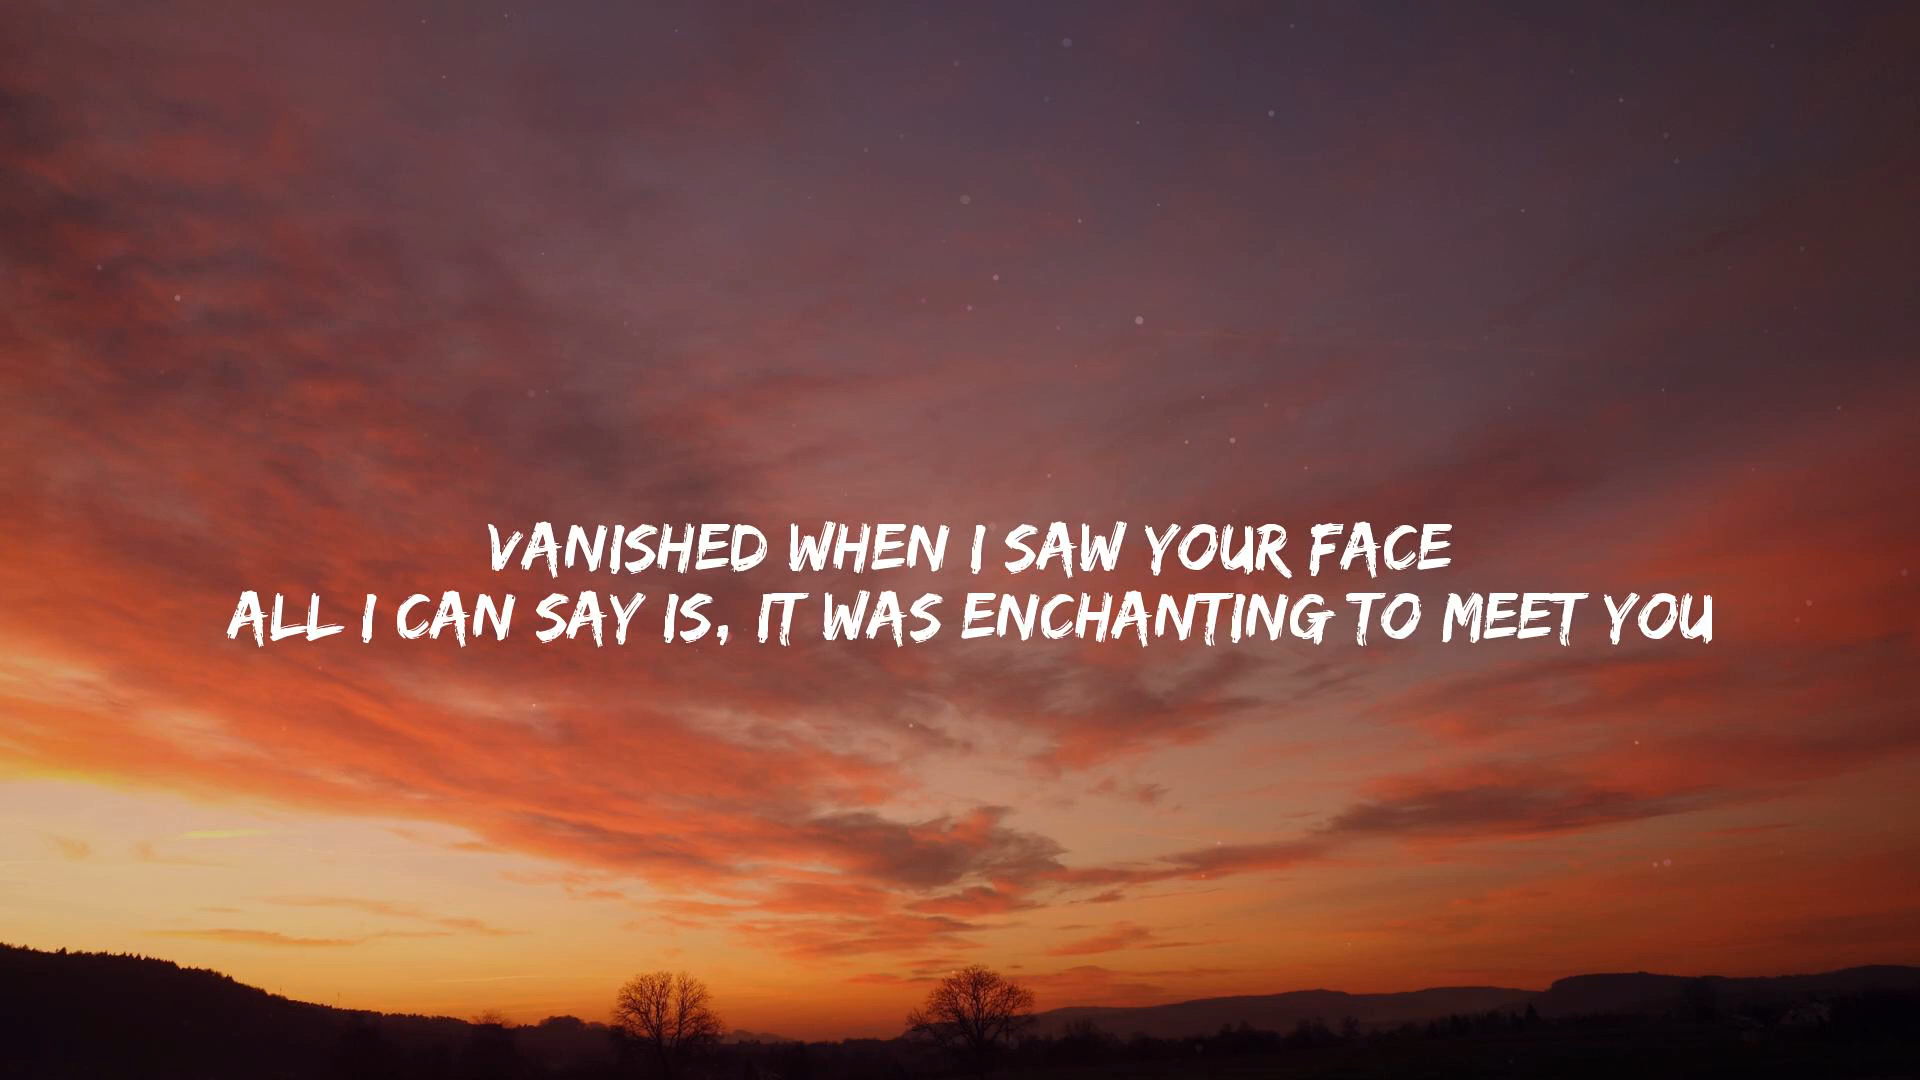 VANISHED WHEN I SAW YOUR FACE
ALL I CAN SAY IS, IT WAS ENCHANTING TO MEET YOU